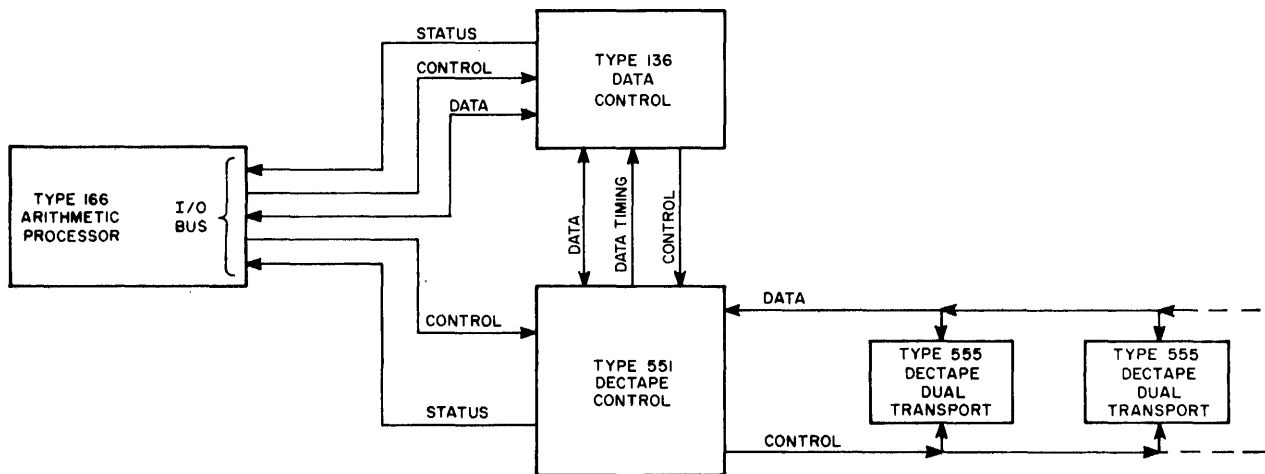 STATUS
CONTROL
DATA
TYPE 136
DATA
CONTROL
TYPE 166
ARITHMETIC
PROCESSOR
I/O
BUS
DATA
DATA TIMING
CONTROL
CONTROL
STATUS
TYPE 551
DECTAPE
CONTROL
DATA
TYPE 555
DECTAPE
DUAL
TRANSPORT
TYPE 555
DECTAPE
DUAL
TRANSPORT
CONTROL